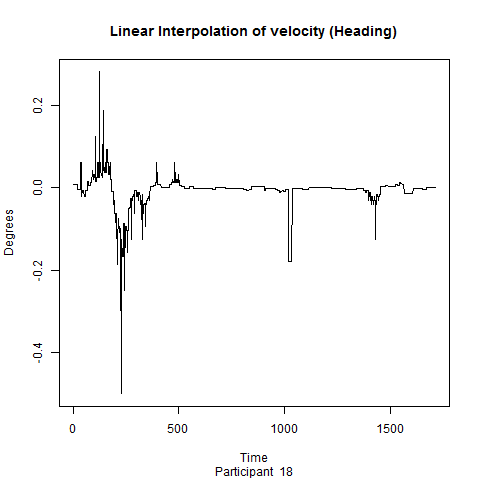 Linear Interpolation of velocity (Heading)
0.2
0.0
-0.2
-0.4
Degrees
0 500 1000 1500
Time
Participant 18